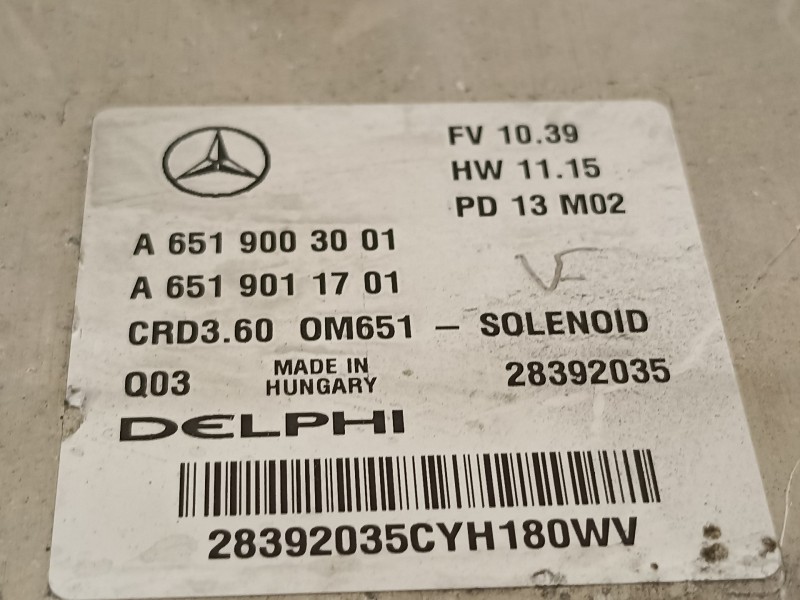 FV 10.39
HW 11.15
PD 13 M02
A 651 900 30 01
A 651 901 17 01
CRD3.60 OM651 – SOLENOID
Q03 MADE IN HUNGARY 28392035
DELPHI
28392035CYH180WV